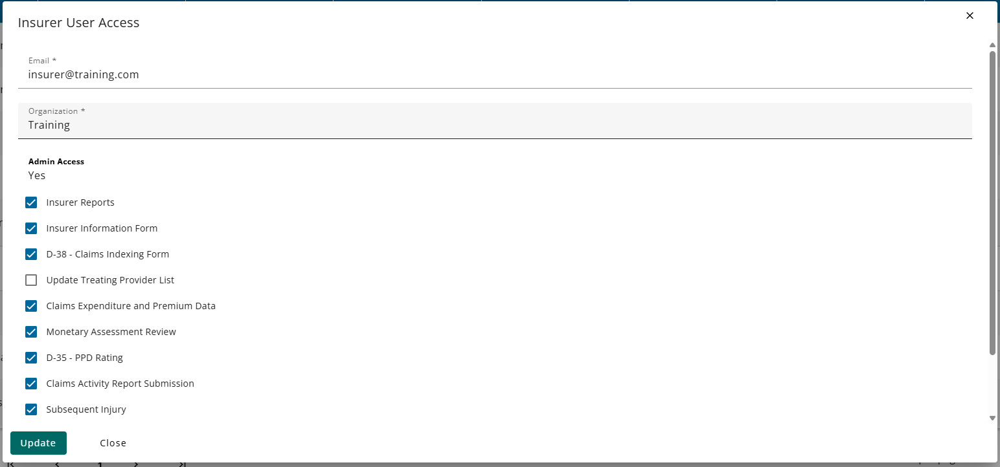 Insurer User Access
Email *
insurer@training.com
Organization *
Training
Admin Access
Yes
Insurer Reports
Insurer Information Form
D-38 - Claims Indexing Form
Update Treating Provider List
Claims Expenditure and Premium Data
Monetary Assessment Review
D-35 - PPD Rating
Claims Activity Report Submission
Subsequent Injury
Update Close
1